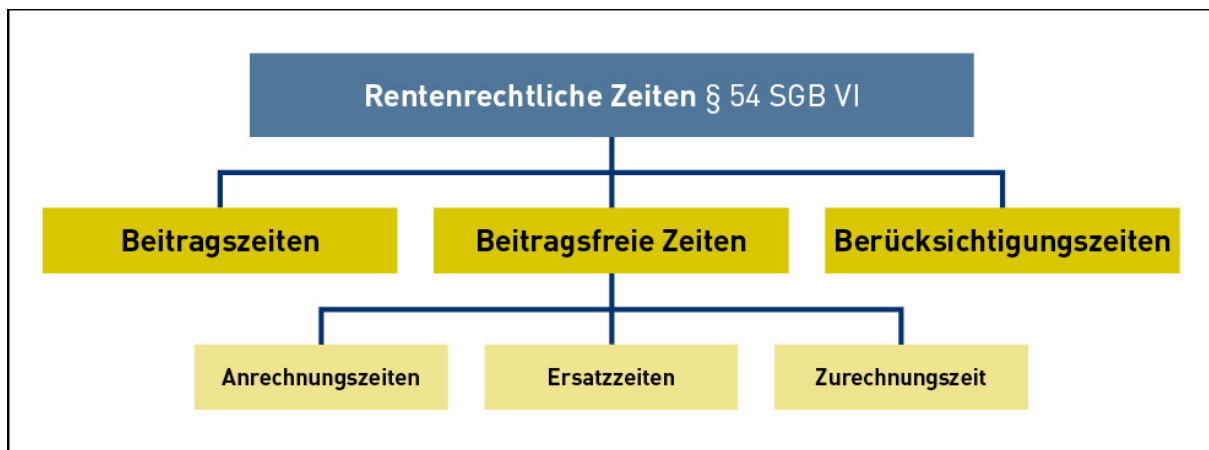 Rentenrechtliche Zeiten § 54 SGB VI
Beitragszeiten
Beitragsfreie Zeiten
Berücksichtigungszeiten
Anrechnungszeiten
Ersatzzeiten
Zurechnungszeit